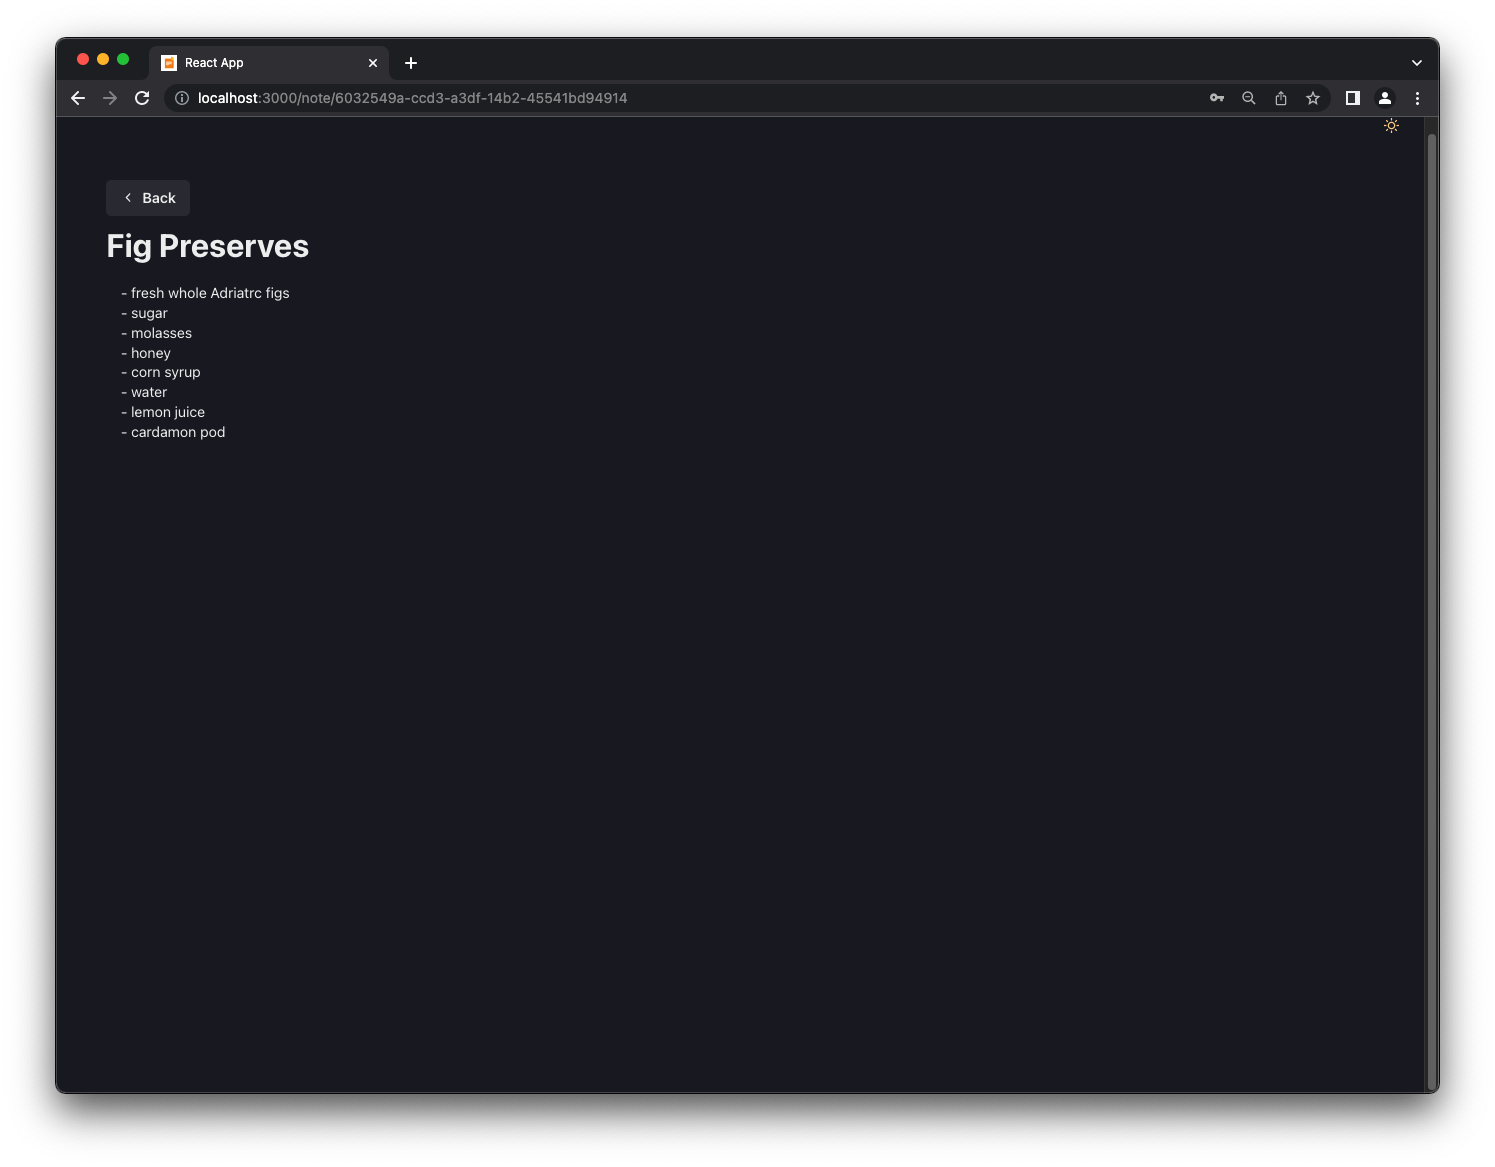 React App
localhost:3000/note/6032549a-ccd3-a3df-14b2-45541bd94914
Back
Fig Preserves
- fresh whole Adriatrc figs
- sugar
- molasses
- honey
- corn syrup
- water
- lemon juice
- cardamon pod